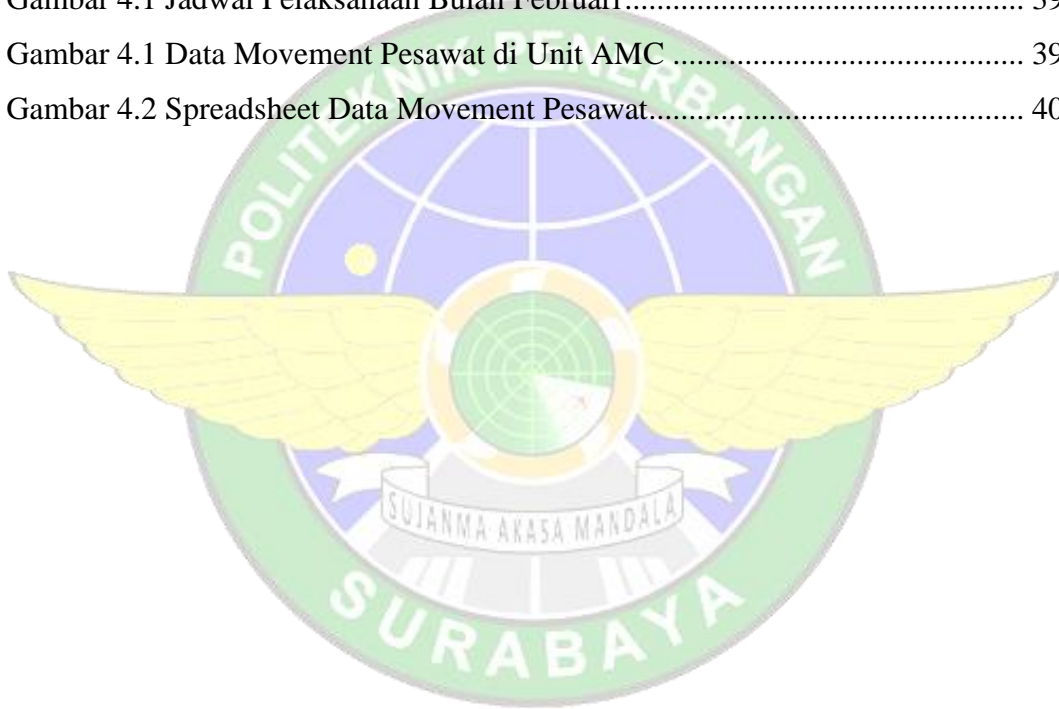 Gambar 4.1 Jadwal Pelaksanaan Bulan Februari............................................... 39
Gambar 4.1 Data Movement Pesawat di Unit AMC ......................................... 39
Gambar 4.2 Spreadsheet Data Movement Pesawat............................................ 40
POLITEKNIK PENERBANGAN
SUJANMA AKASA MANDALA
SURABAYA